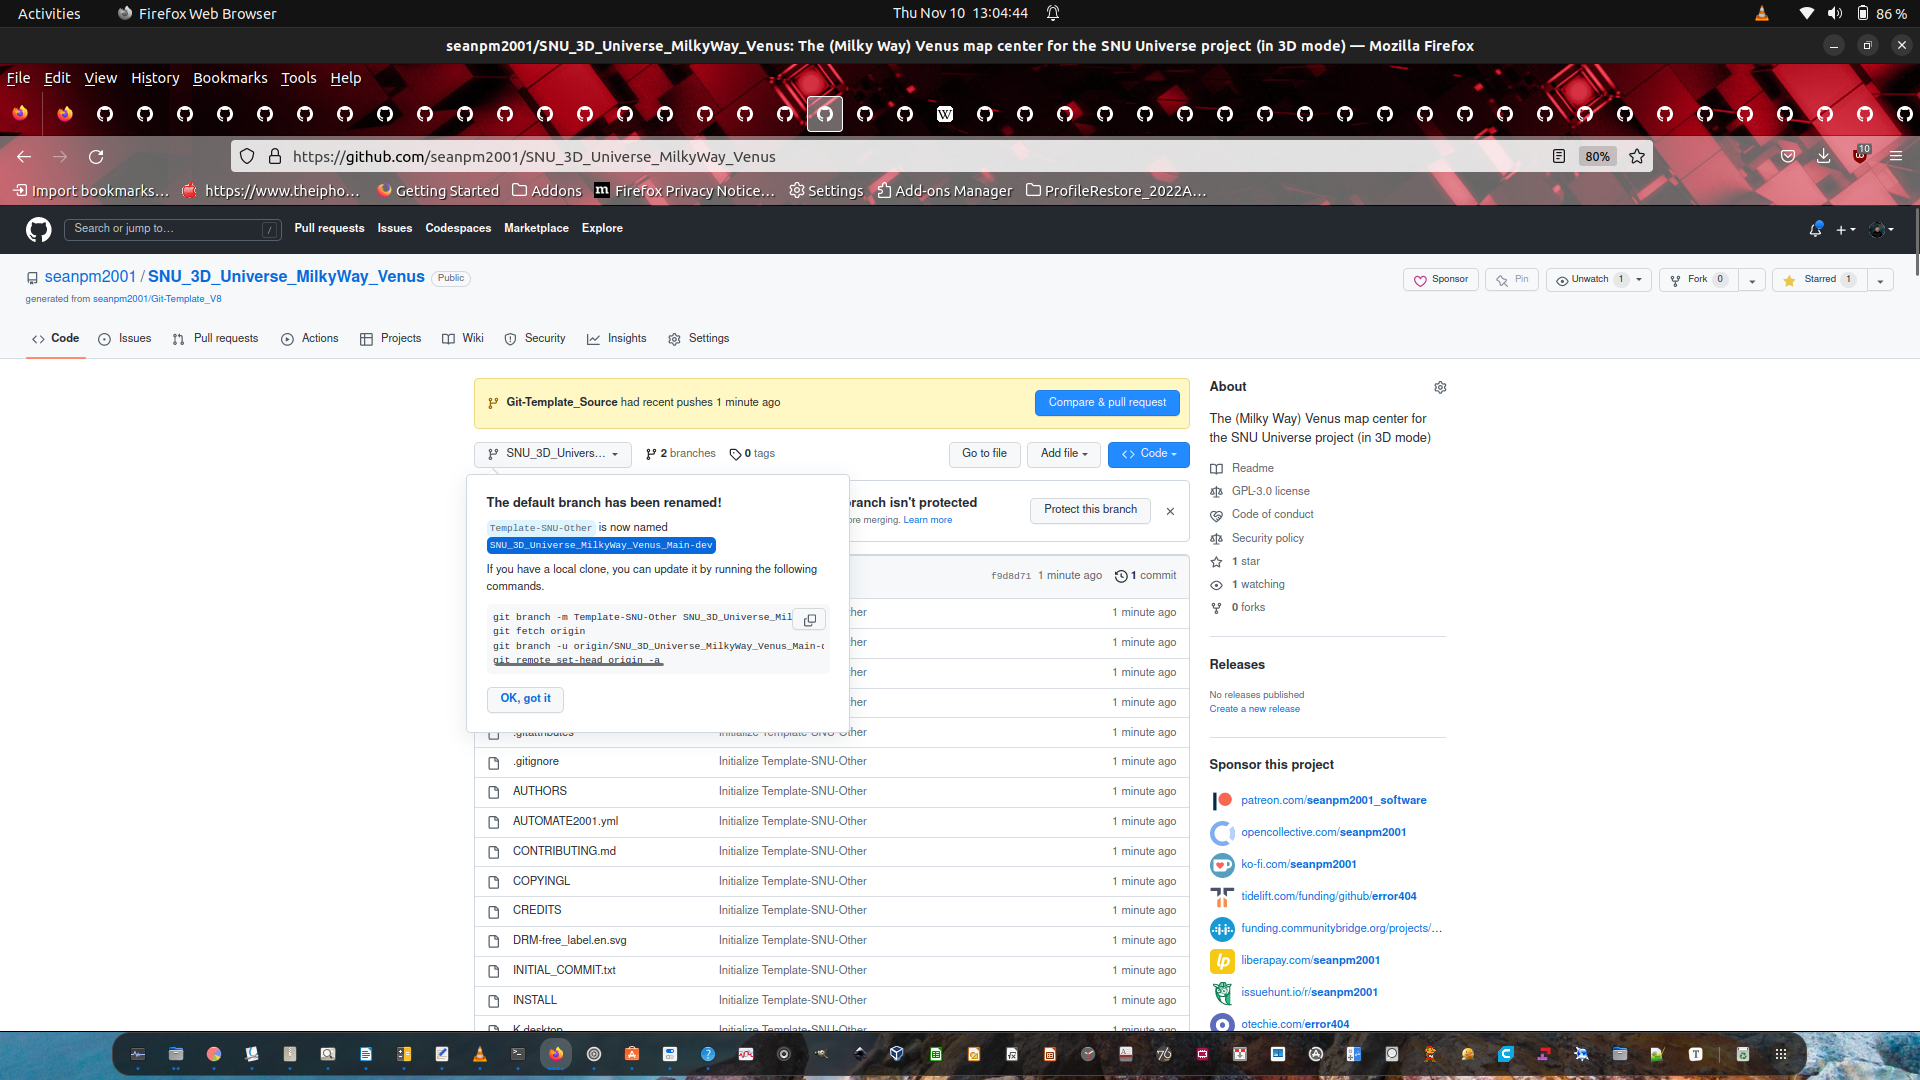 Activities
Firefox Web Browser
Thu Nov 10 13:04:44
86 %
seanpm2001/SNU_3D_Universe_MilkyWay_Venus: The (Milky Way) Venus map center for the SNU Universe project (in 3D mode) — Mozilla Firefox
File Edit View History Bookmarks Tools Help
https://github.com/seanpm2001/SNU_3D_Universe_MilkyWay_Venus
80%
10
Import bookmarks… https://www.theipho… Getting Started Addons Firefox Privacy Notice… Settings Add-ons Manager ProfileRestore_2022A…
Search or jump to… /
Pull requests Issues Codespaces Marketplace Explore
seanpm2001 / SNU_3D_Universe_MilkyWay_Venus Public
generated from seanpm2001/Git-Template_V8
Sponsor Pin Unwatch 1 Fork 0 Starred 1
Code Issues Pull requests Actions Projects Wiki Security Insights Settings
Git-Template_Source had recent pushes 1 minute ago
Compare & pull request
SNU_3D_Univers… 2 branches 0 tags
Go to file Add file Code
The default branch has been renamed!
Template-SNU-Other is now named
SNU_3D_Universe_MilkyWay_Venus_Main-dev
If you have a local clone, you can update it by running the following
commands.
git branch -m Template-SNU-Other SNU_3D_Universe_Mil
git fetch origin
git branch -u origin/SNU_3D_Universe_MilkyWay_Venus_Main-d
git remote set-head origin -a
OK, got it
ranch isn't protected
ore merging. Learn more
Protect this branch
f9d8d71 1 minute ago 1 commit
her 1 minute ago
her 1 minute ago
her 1 minute ago
her 1 minute ago
.gitattributes Initialize Template-SNU-Other 1 minute ago
.gitignore Initialize Template-SNU-Other 1 minute ago
AUTHORS Initialize Template-SNU-Other 1 minute ago
AUTOMATE2001.yml Initialize Template-SNU-Other 1 minute ago
CONTRIBUTING.md Initialize Template-SNU-Other 1 minute ago
COPYINGL Initialize Template-SNU-Other 1 minute ago
CREDITS Initialize Template-SNU-Other 1 minute ago
DRM-free_label.en.svg Initialize Template-SNU-Other 1 minute ago
INITIAL_COMMIT.txt Initialize Template-SNU-Other 1 minute ago
INSTALL Initialize Template-SNU-Other 1 minute ago
K.desktop Initialize Template-SNU-Other 1 minute ago
About
The (Milky Way) Venus map center for
the SNU Universe project (in 3D mode)
Readme
GPL-3.0 license
Code of conduct
Security policy
1 star
1 watching
0 forks
Releases
No releases published
Create a new release
Sponsor this project
patreon.com/seanpm2001_software
opencollective.com/seanpm2001
ko-fi.com/seanpm2001
tidelift.com/funding/github/error404
funding.communitybridge.org/projects/…
liberapay.com/seanpm2001
issuehunt.io/r/seanpm2001
otechie.com/error404